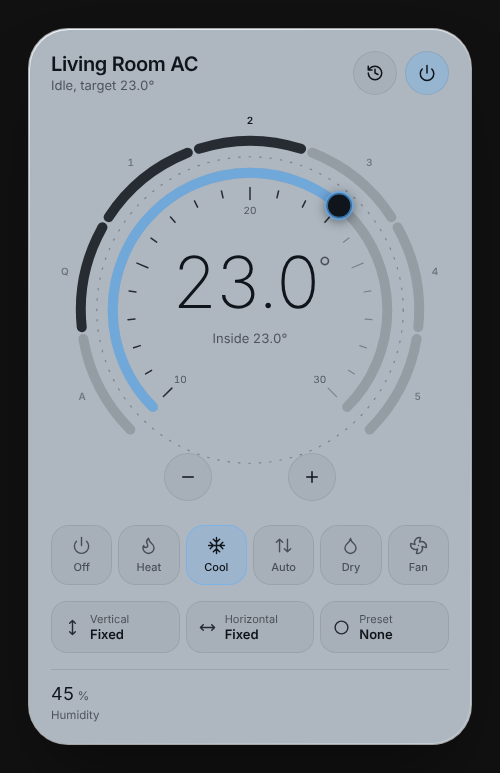 Living Room AC
Idle, target 23.0°
2
1
3
20
Q
4
23.0°
Inside 23.0°
10
30
A
5
−
+
Off
Heat
Cool
Auto
Dry
Fan
Vertical
Fixed
Horizontal
Fixed
Preset
None
45 %
Humidity